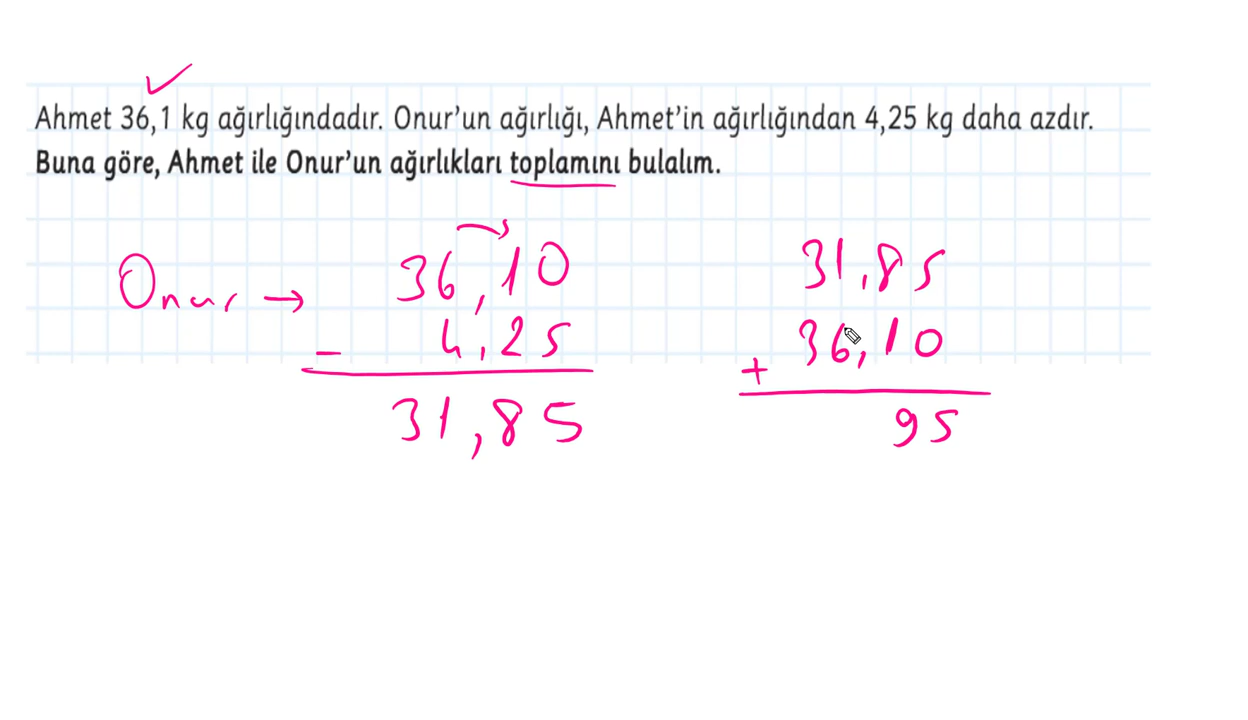 Ahmet 36,1 kg ağırlığındadır. Onur’un ağırlığı, Ahmet’in ağırlığından 4,25 kg daha azdır.
Buna göre, Ahmet ile Onur’un ağırlıkları toplamını bulalım.
Onur → 36,10
- 4,25
31,85
31,85
+ 36,10
95